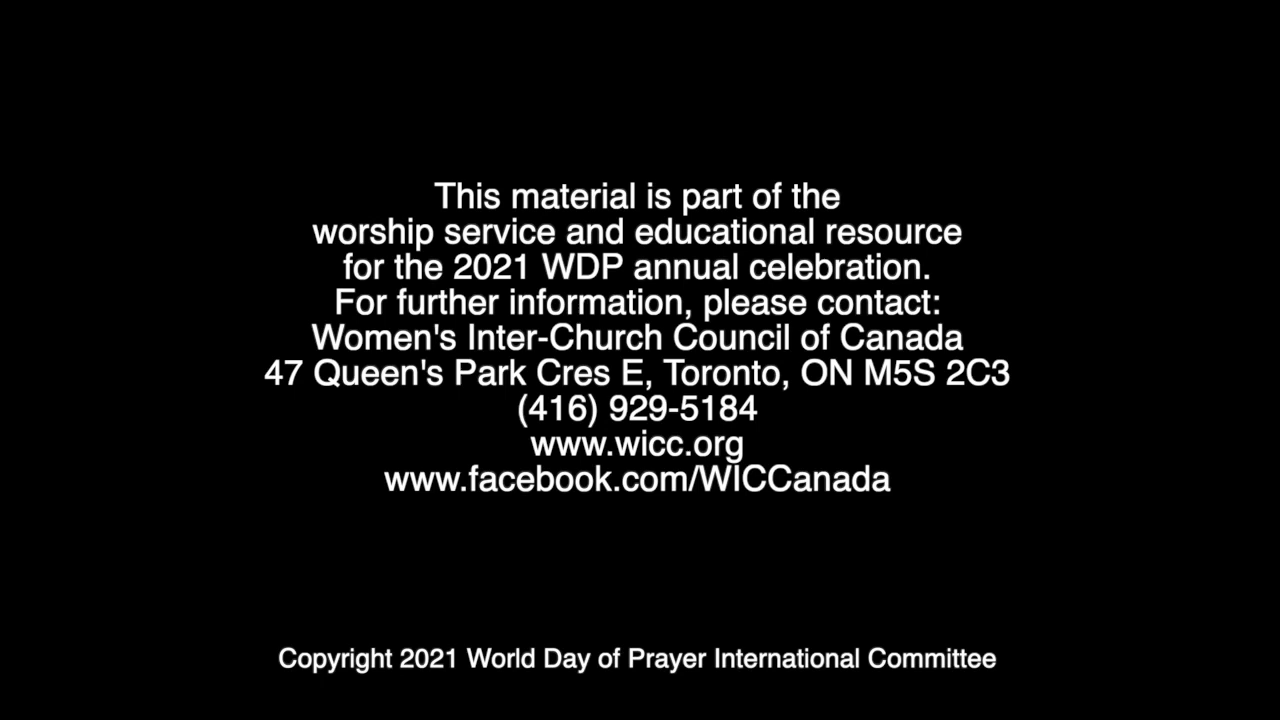 This material is part of the
worship service and educational resource
for the 2021 WDP annual celebration.
For further information, please contact:
Women's Inter-Church Council of Canada
47 Queen's Park Cres E, Toronto, ON M5S 2C3
(416) 929-5184
www.wicc.org
www.facebook.com/WICCanada
Copyright 2021 World Day of Prayer International Committee